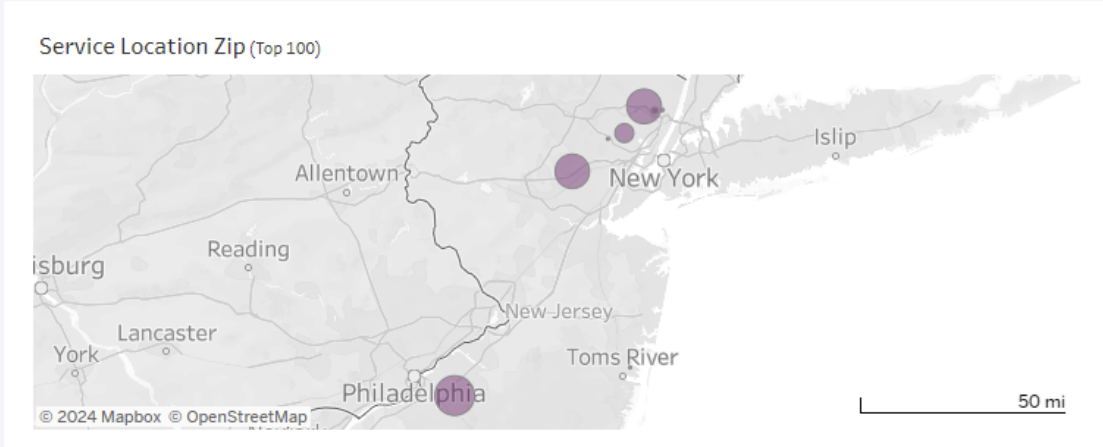 Service Location Zip (Top 100)
Islip
Allentown
New York
Reading
isburg
New Jersey
Lancaster
York
Toms River
Philadelphia
50 mi
© 2024 Mapbox © OpenStreetMap